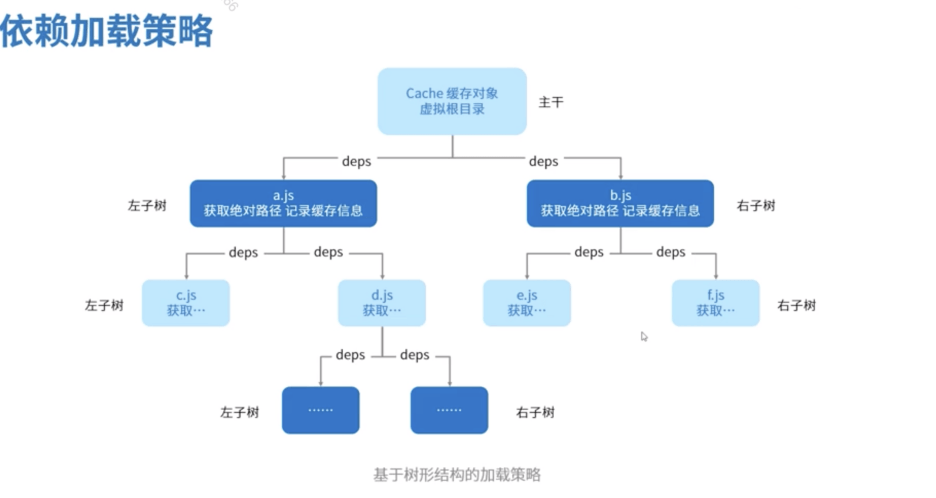 66
依赖加载策略
Cache 缓存对象
虚拟根目录
主干
deps
deps
a.js
获取绝对路径 记录缓存信息
左子树
b.js
获取绝对路径 记录缓存信息
右子树
deps
deps
deps
deps
左子树
c.js
获取…
d.js
获取…
e.js
获取…
f.js
获取…
右子树
deps
deps
左子树
……
……
右子树
基于树形结构的加载策略